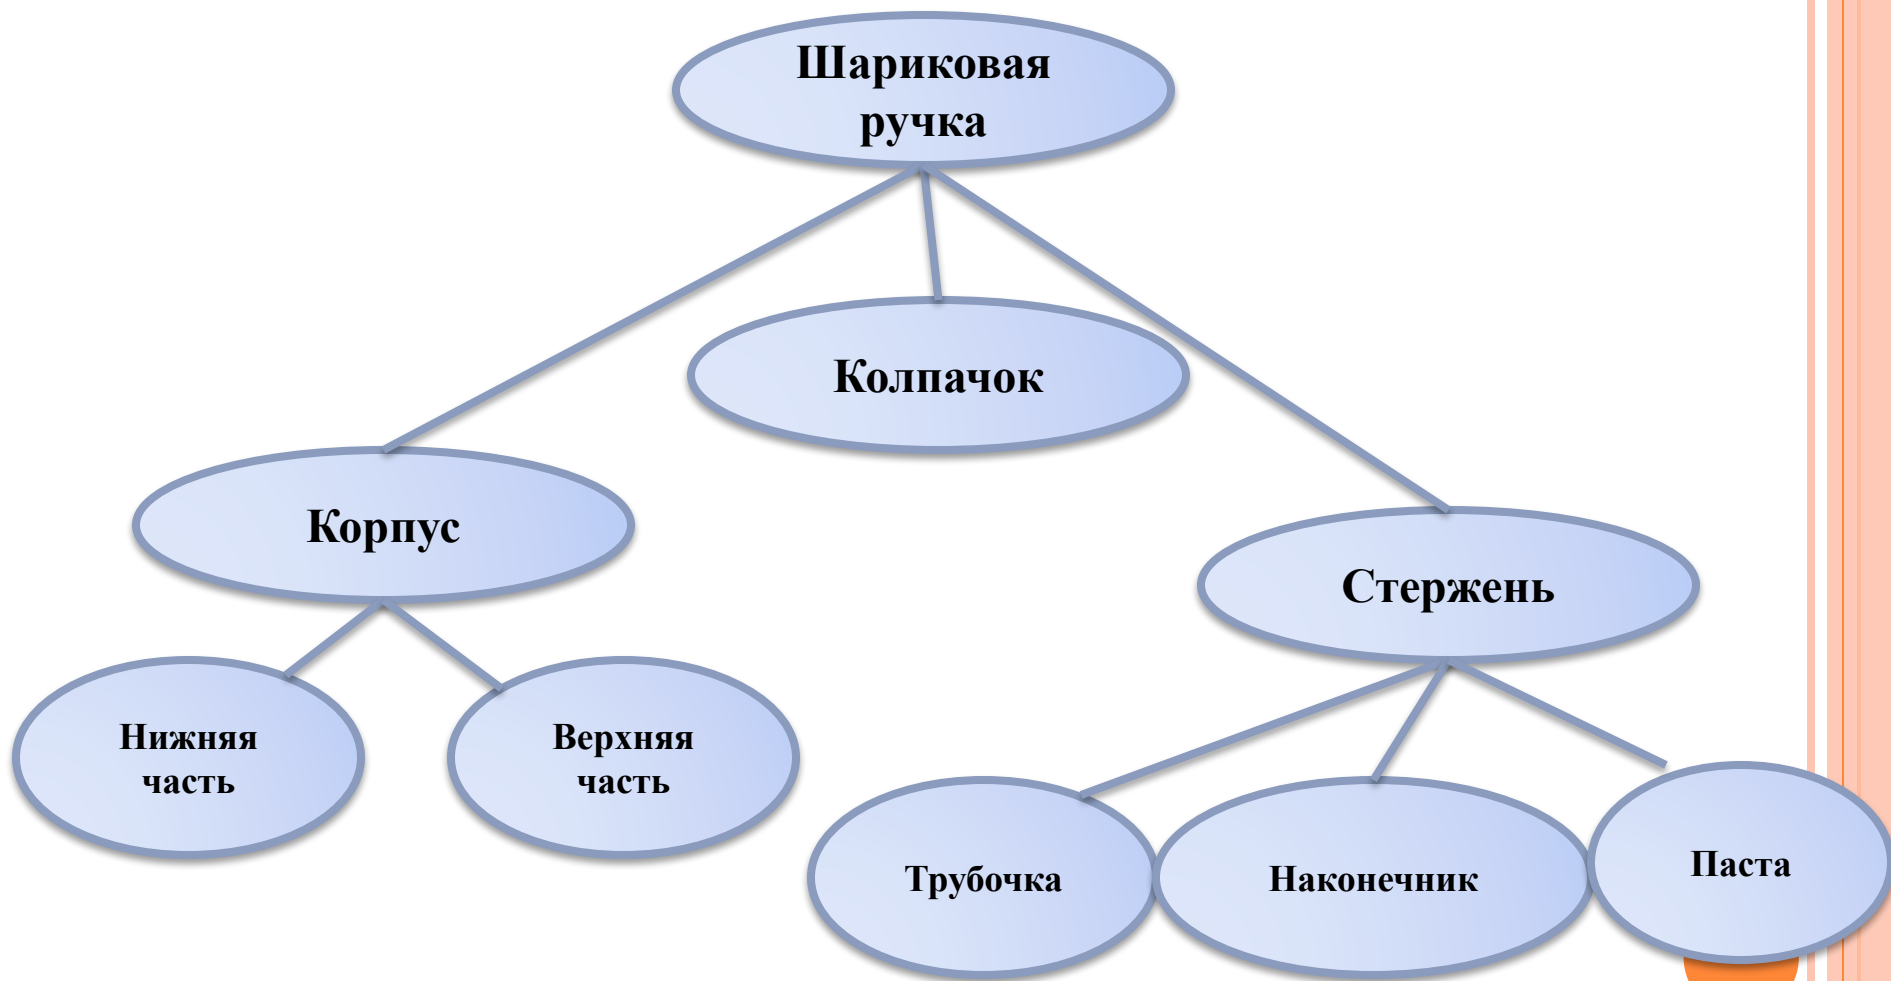 Шариковая
ручка
Колпачок
Корпус
Стержень
Нижняя
часть
Верхняя
часть
Трубочка
Наконечник
Паста